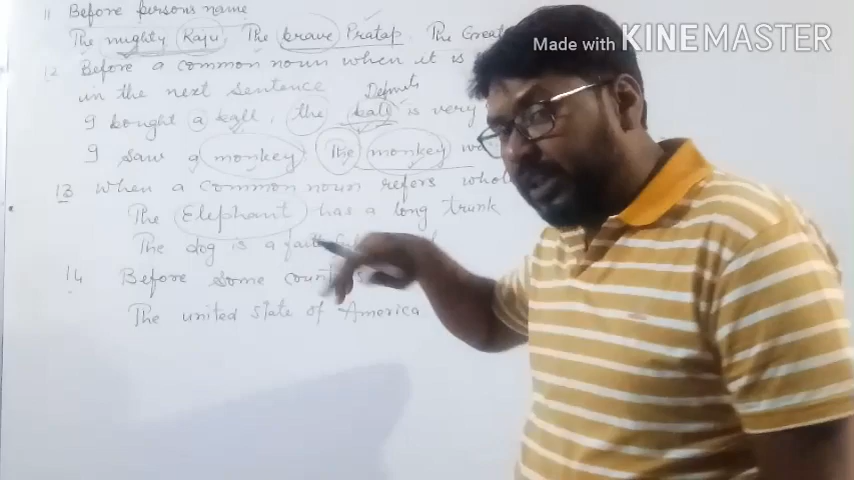 11 Before persons name
The mighty Raju The brave Pratap The Great
12 Before a common noun when it is
in the next sentence
I bought a ball, the ball is very
I saw a monkey The monkey
13 When a common noun refers whol
The Elephant has a long trunk
The dog is a
14 Before some
The united state of America
Made with KINEMASTER